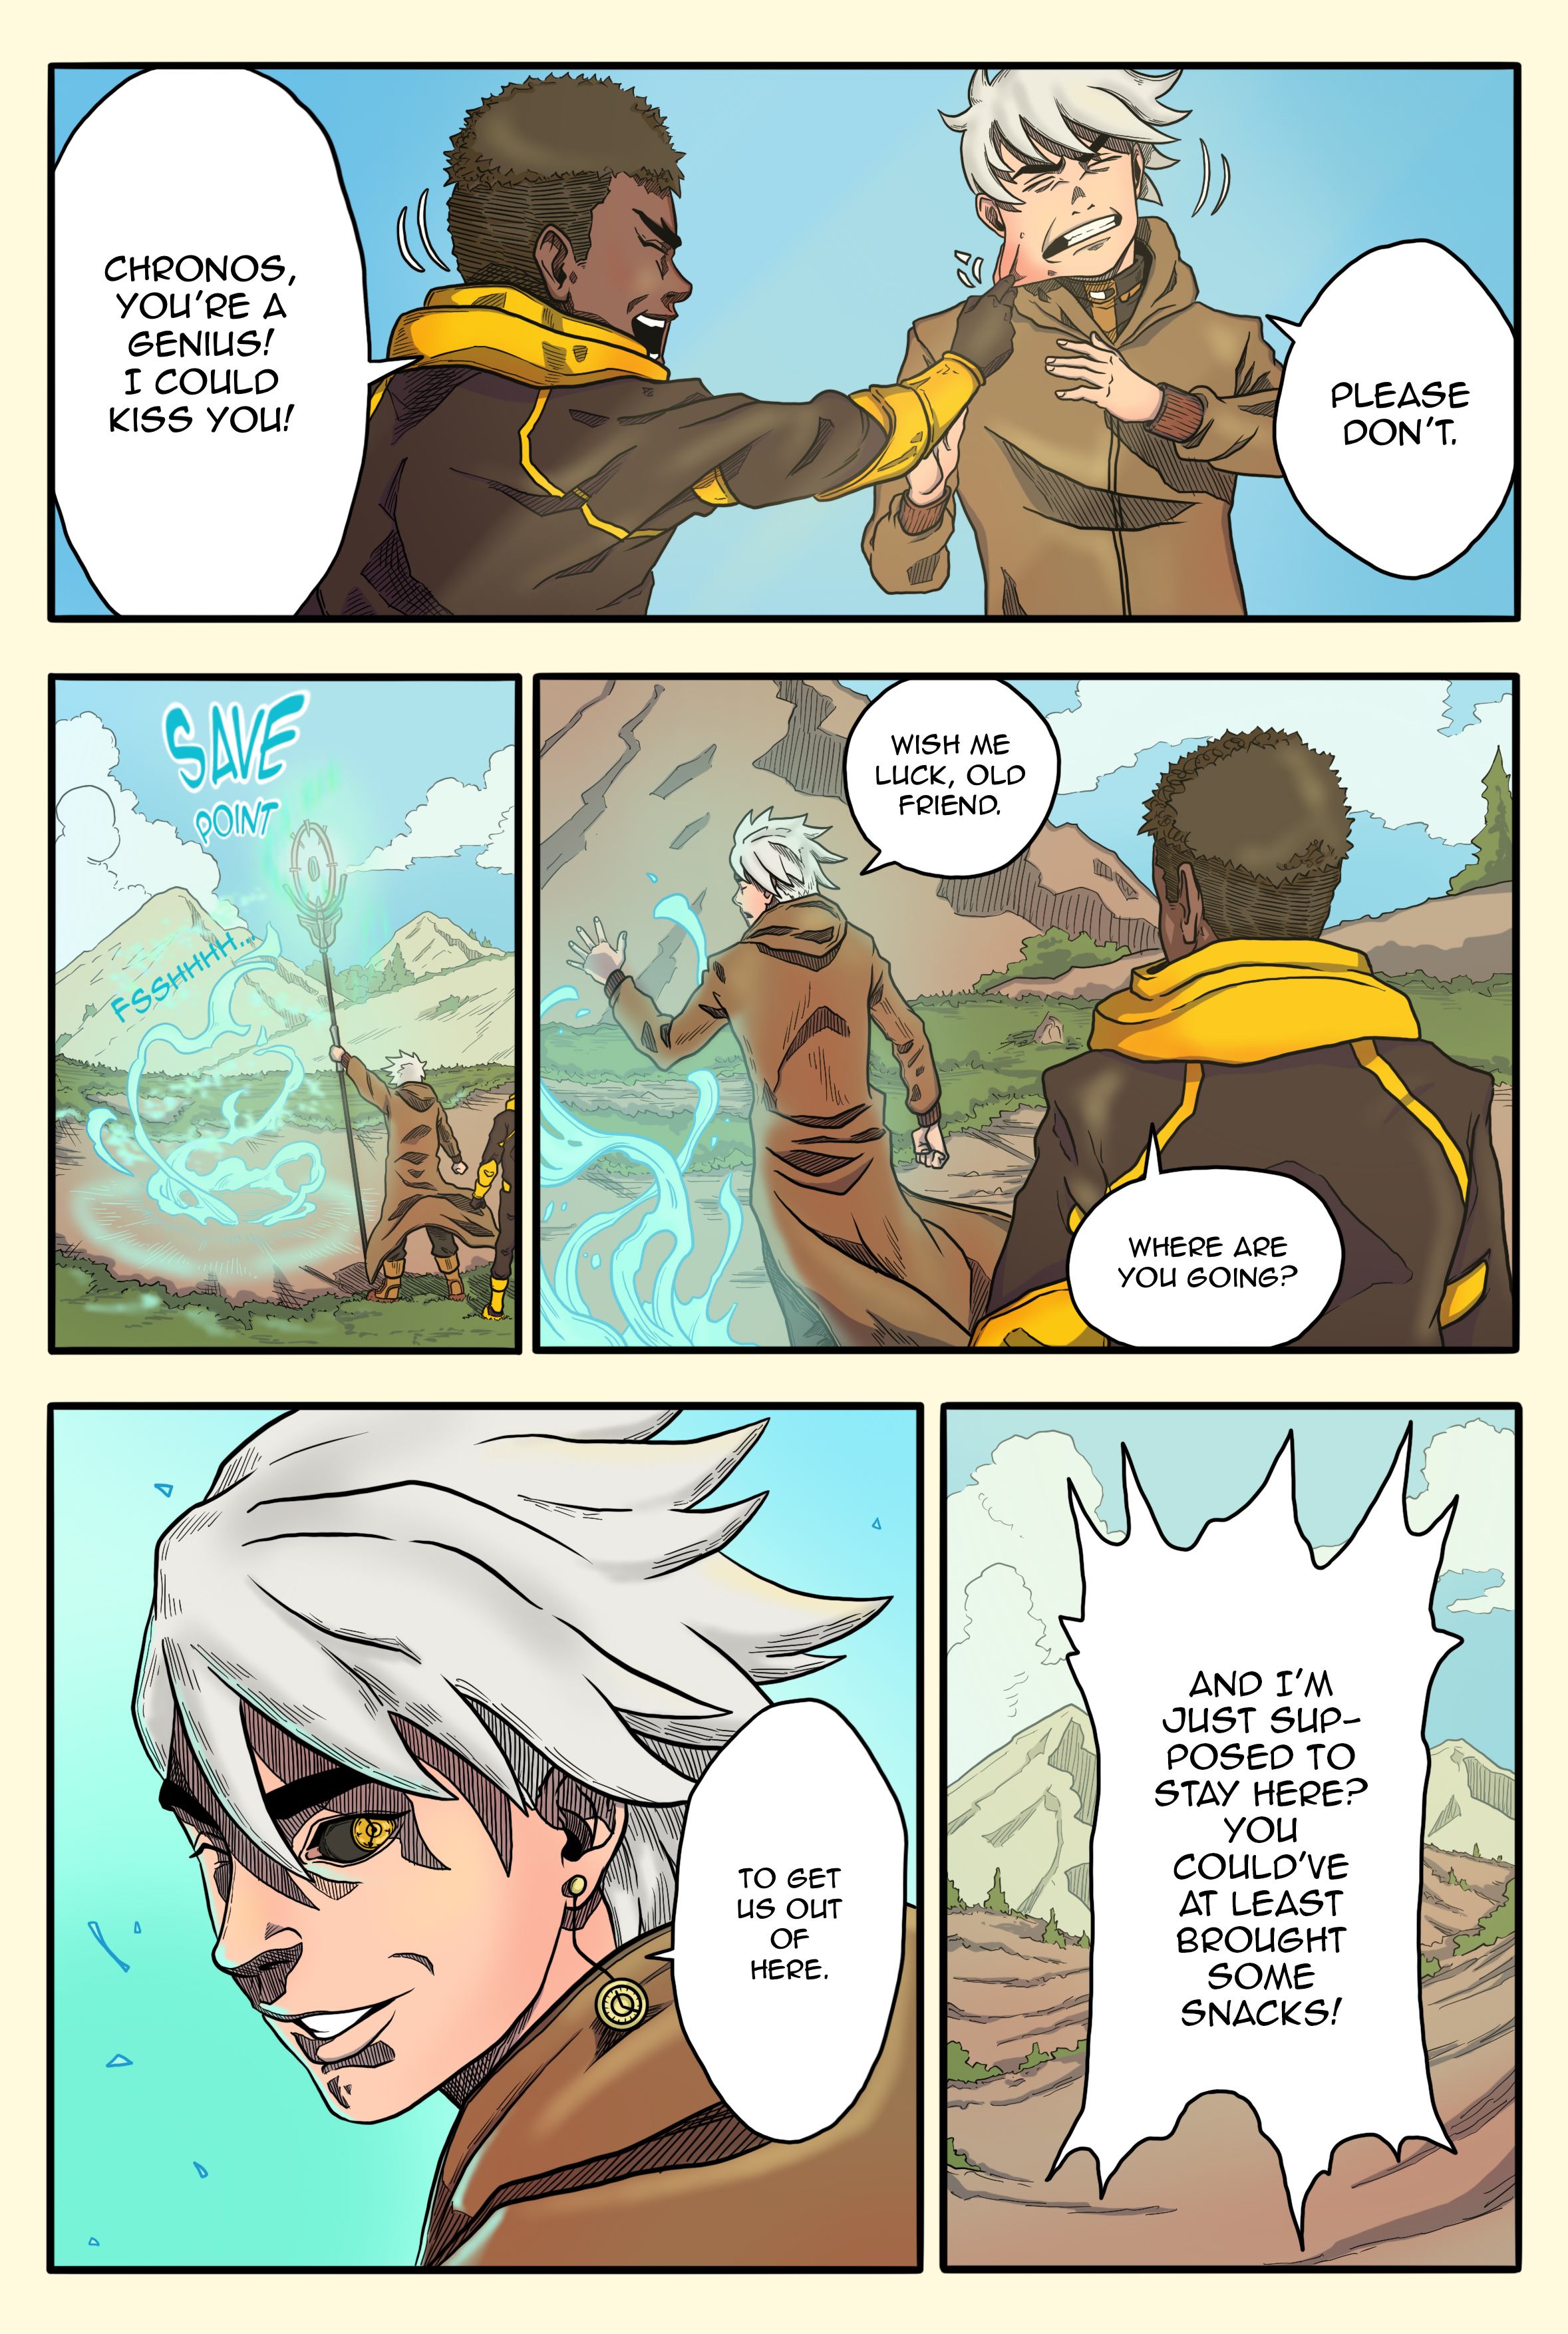 CHRONOS,
YOU'RE A
GENIUS!
I COULD
KISS YOU!
PLEASE
DON'T.
SAVE
POINT
FSSHHHH...
WISH ME
LUCK, OLD
FRIEND.
WHERE ARE
YOU GOING?
TO GET
US OUT
OF
HERE.
AND I'M
JUST SUP-
POSED TO
STAY HERE?
YOU
COULD'VE
AT LEAST
BROUGHT
SOME
SNACKS!